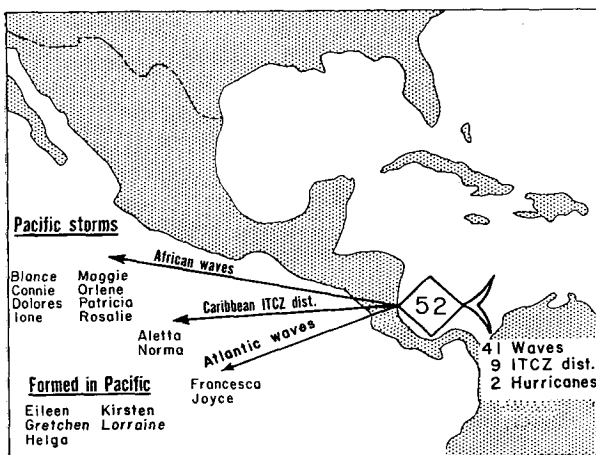 Pacific storms
African waves
Blance Maggie
Connie Orlene
Dolores Patricia
Ione Rosalie
Caribbean ITCZ dist.
Aletta
Norma
Atlantic waves
Francesca
Joyce
52
41 Waves
9 ITCZ dist.
2 Hurricanes
Formed in Pacific
Eileen Kirsten
Gretchen Lorraine
Helga